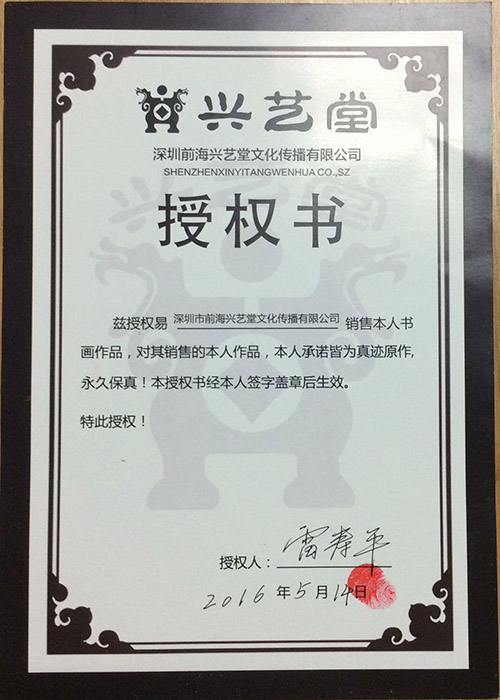 兴艺堂
深圳前海兴艺堂文化传播有限公司
SHENZHENXINYITANGWENHUA CO.,SZ
授权书
兹授权易 深圳市前海兴艺堂文化传播有限公司 销售本人书
画作品，对其销售的本人作品，本人承诺皆为真迹原作，
永久保真！本授权书经本人签字盖章后生效。
特此授权！
授权人：雷寿平
2016年5月14日